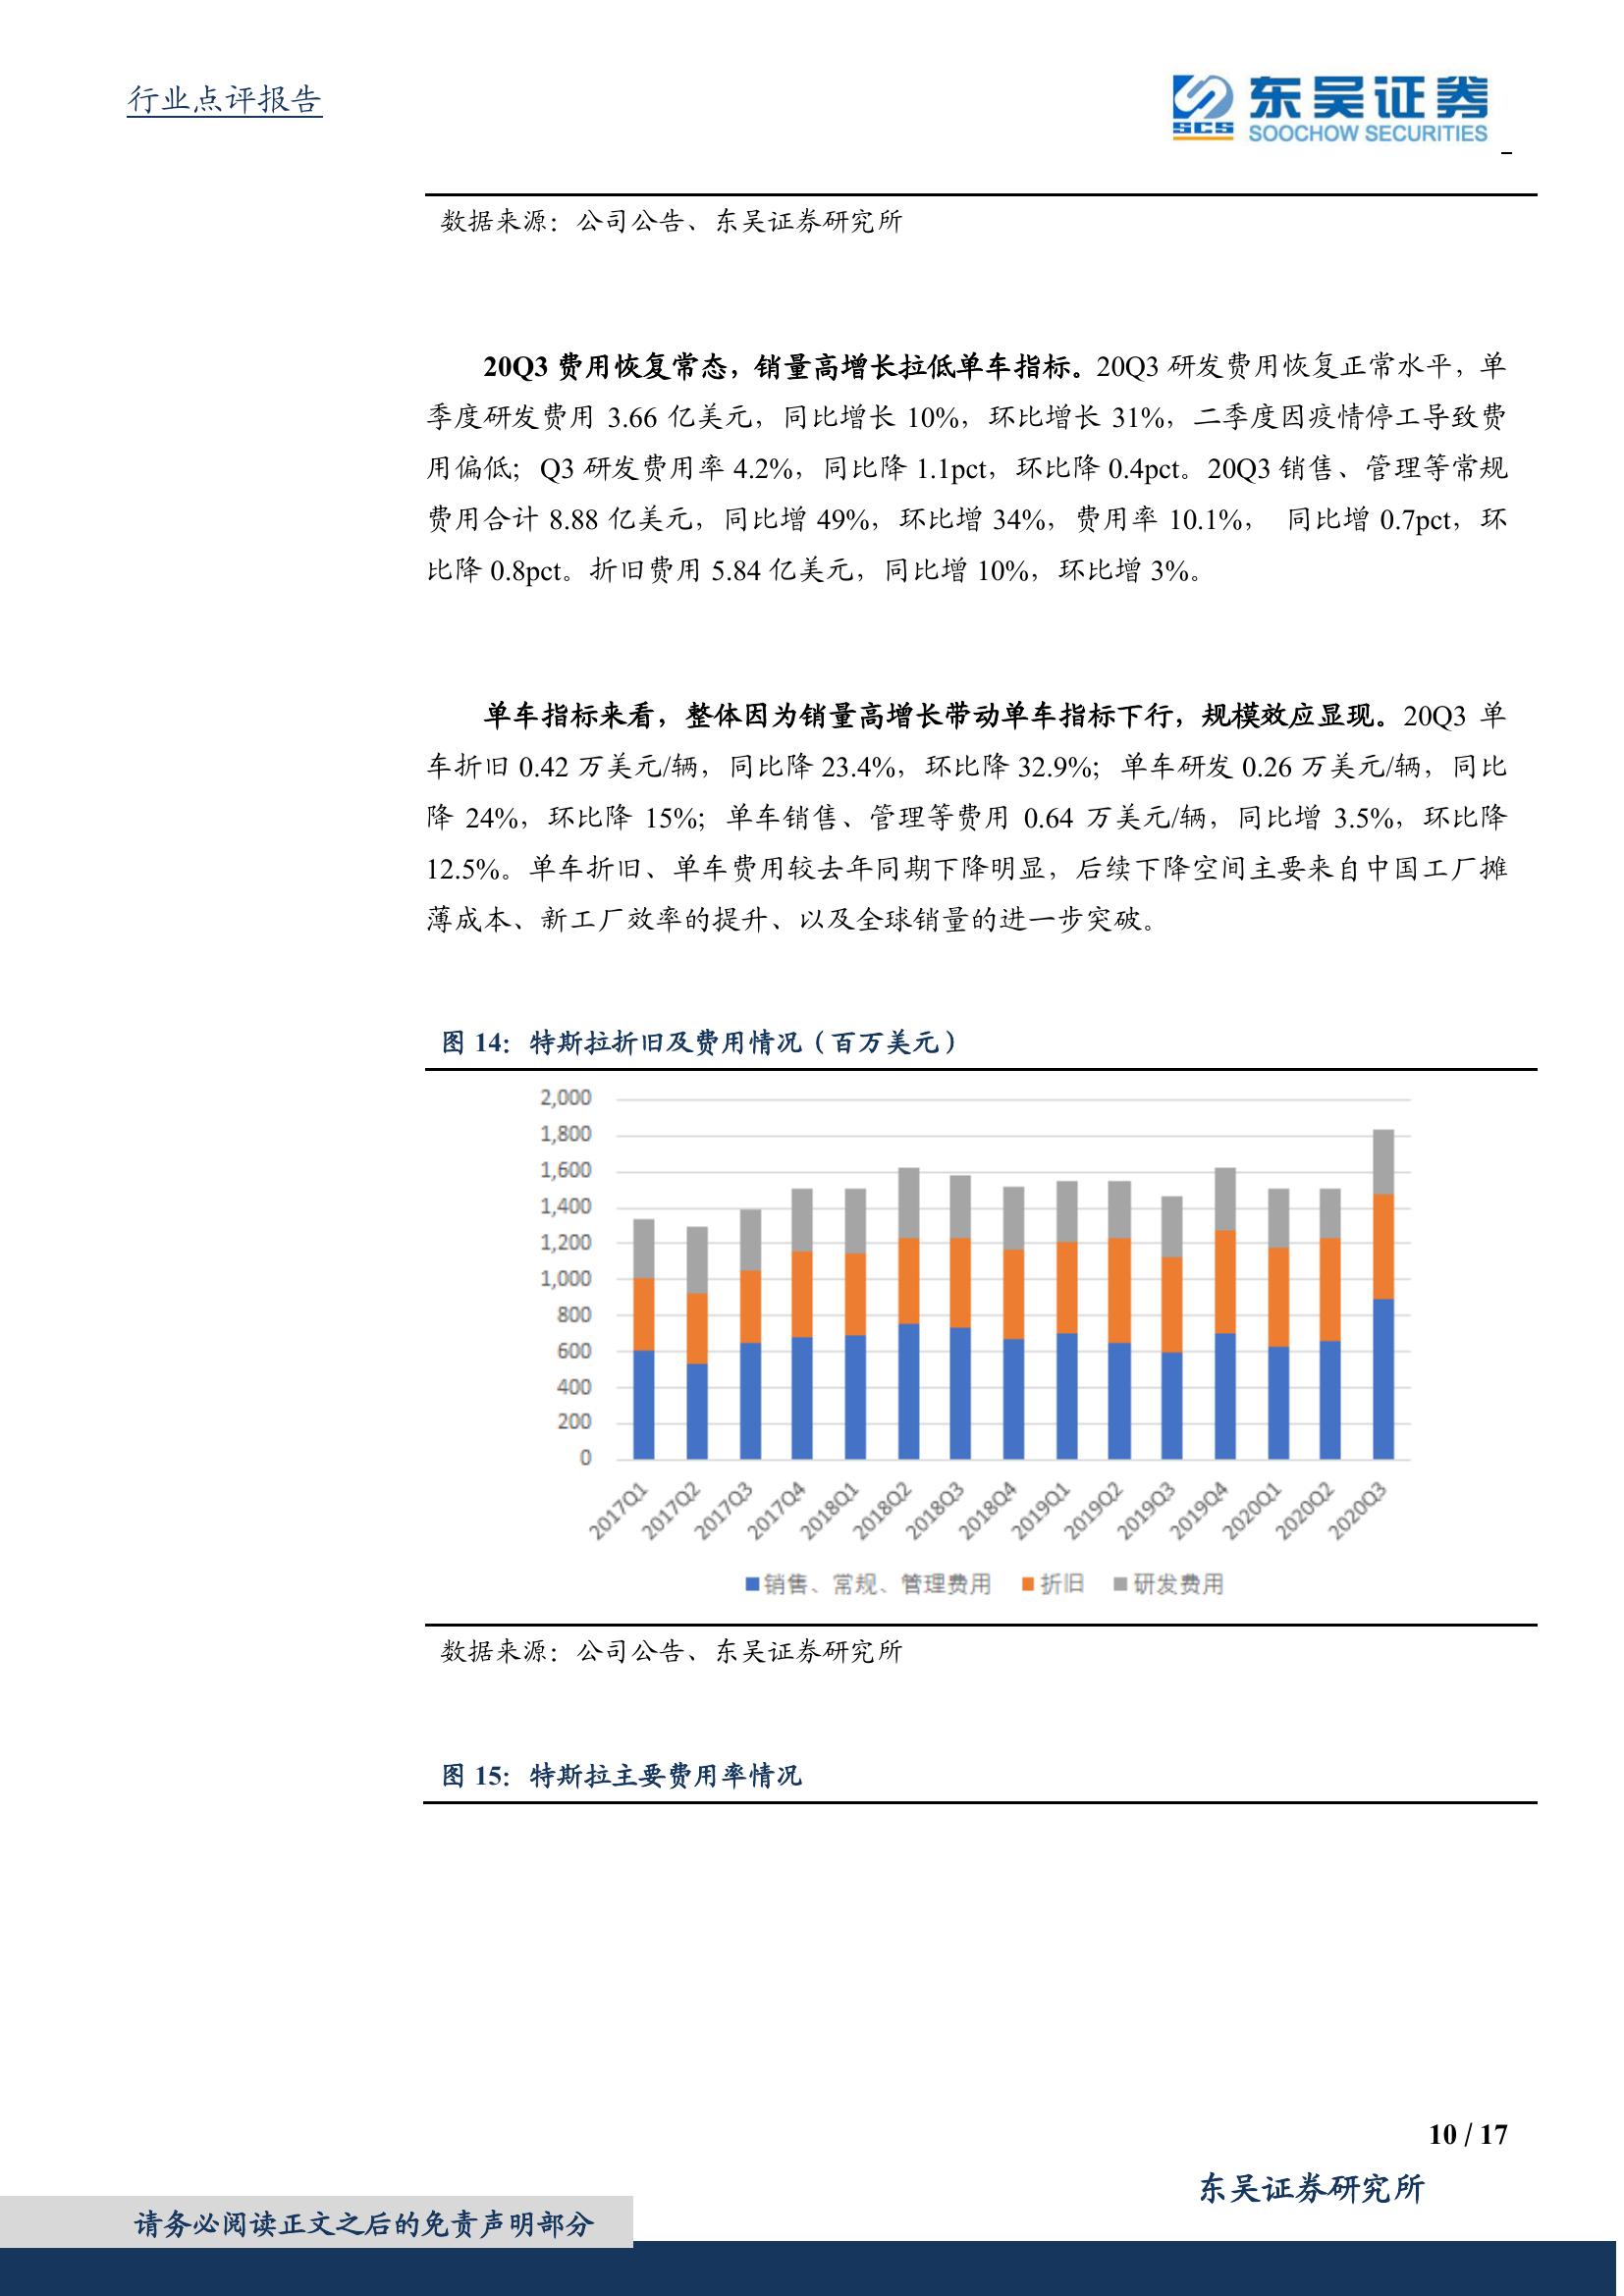 行业点评报告
SCS
东吴证券
SOOCHOW SECURITIES
数据来源：公司公告、东吴证券研究所
20Q3 费用恢复常态，销量高增长拉低单车指标。20Q3 研发费用恢复正常水平，单
季度研发费用 3.66 亿美元，同比增长 10%，环比增长 31%，二季度因疫情停工导致费
用偏低；Q3 研发费用率 4.2%，同比降 1.1pct，环比降 0.4pct。20Q3 销售、管理等常规
费用合计 8.88 亿美元，同比增 49%，环比增 34%，费用率 10.1%， 同比增 0.7pct，环
比降 0.8pct。折旧费用 5.84 亿美元，同比增 10%，环比增 3%。
单车指标来看，整体因为销量高增长带动单车指标下行，规模效应显现。20Q3 单
车折旧 0.42 万美元/辆，同比降 23.4%，环比降 32.9%；单车研发 0.26 万美元/辆，同比
降 24%，环比降 15%；单车销售、管理等费用 0.64 万美元/辆，同比增 3.5%，环比降
12.5%。单车折旧、单车费用较去年同期下降明显，后续下降空间主要来自中国工厂摊
薄成本、新工厂效率的提升、以及全球销量的进一步突破。
图 14：特斯拉折旧及费用情况（百万美元）
2,000
1,800
1,600
1,400
1,200
1,000
800
600
400
200
0
2017Q1
2017Q2
2017Q3
2017Q4
2018Q1
2018Q2
2018Q3
2018Q4
2019Q1
2019Q2
2019Q3
2019Q4
2020Q1
2020Q2
2020Q3
销售、常规、管理费用 折旧 研发费用
数据来源：公司公告、东吴证券研究所
图 15：特斯拉主要费用率情况
10 / 17
东吴证券研究所
请务必阅读正文之后的免责声明部分